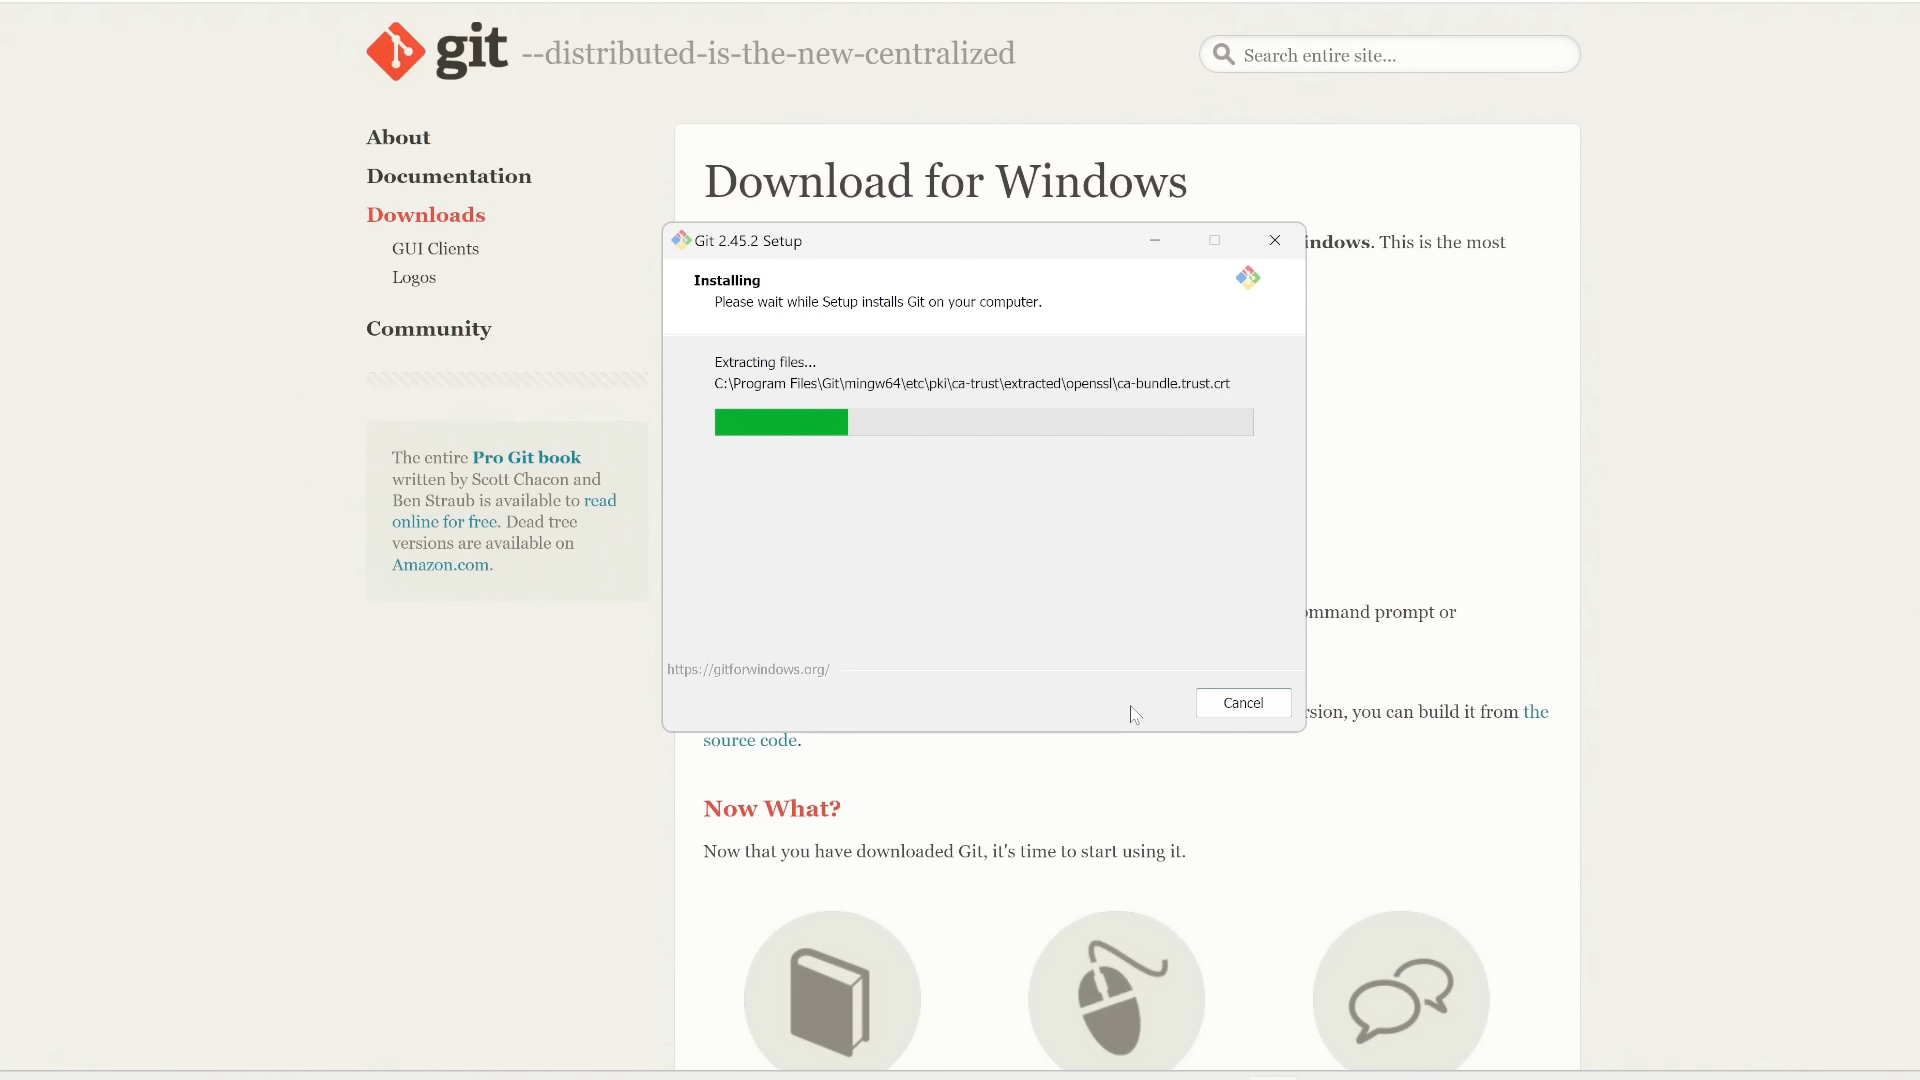 git --distributed-is-the-new-centralized
Search entire site...
About
Documentation
Downloads
GUI Clients
Logos
Community
The entire Pro Git book
written by Scott Chacon and
Ben Straub is available to read
online for free. Dead tree
versions are available on
Amazon.com.
Download for Windows
This is the most
Git 2.45.2 Setup
Installing
Please wait while Setup installs Git on your computer.
Extracting files...
C:\Program Files\Git\mingw64\etc\pki\ca-trust\extracted\openssl\ca-bundle.trust.crt
https://gitforwindows.org/
Cancel
prompt or
you can build it from the
source code.
Now What?
Now that you have downloaded Git, it's time to start using it.